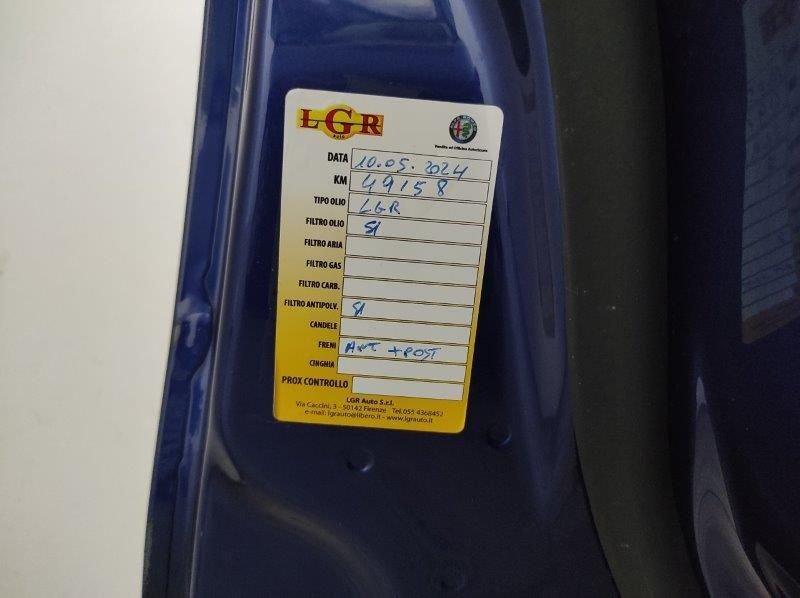 LGR
auto
Vendita ed Officina Autorizzata
DATA 10.05.2024
KM 49158
TIPO OLIO LGR
FILTRO OLIO SI
FILTRO ARIA
FILTRO GAS
FILTRO CARB.
FILTRO ANTIPOLV. SI
CANDELE
FRENI ANT + POST
CINGHIA
PROX CONTROLLO
LGR Auto S.r.l.
Via Caccini, 3 - 50142 Firenze Tel.055 4368452
e-mail: lgrauto@libero.it - www.lgrauto.it